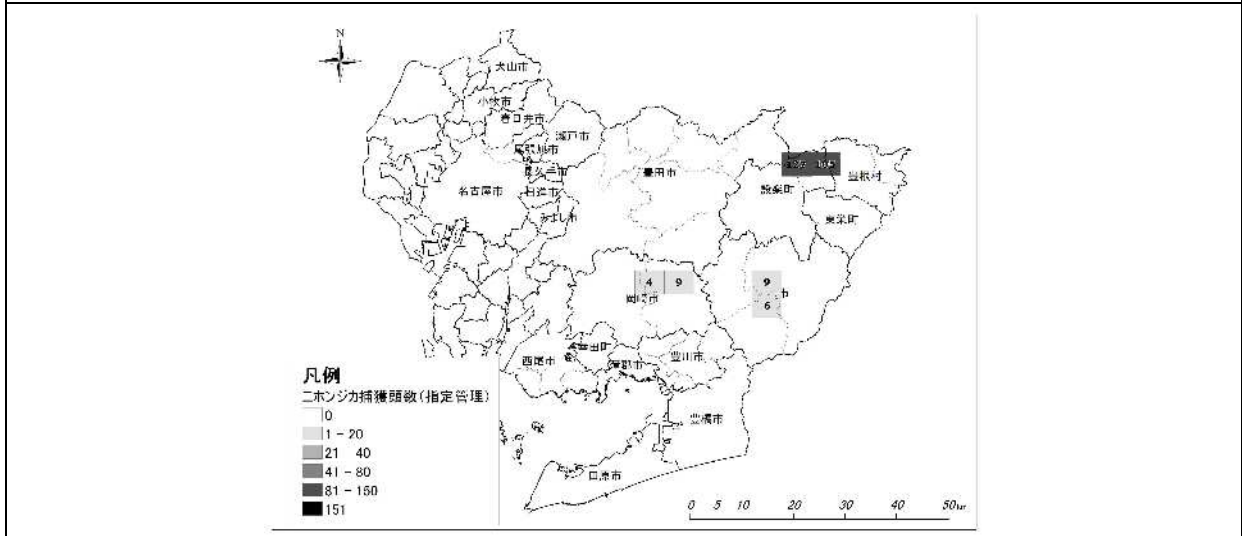 N
犬山市
小牧市
春日井市
瀬戸市
尾張旭市
長久手市
豊田市
豊根村
名古屋市
日進市
設楽町
みよし市
東栄町
4 9
9
岡崎市
市
6
幸田町
西尾市
蒲郡市
豊川市
凡例
ニホンジカ捕獲頭数(指定管理)
0
1 - 20
21 40
41 - 80
81 - 150
151
豊橋市
田原市
0 5 10 20 30 40 50